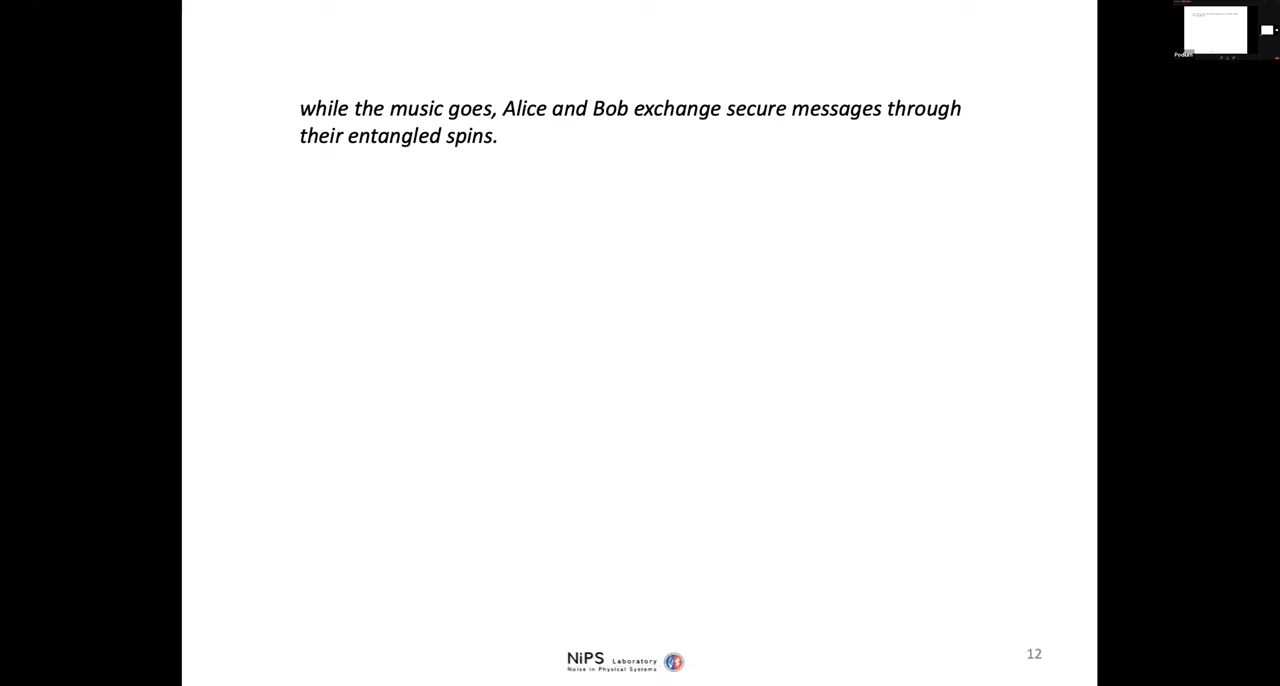 while the music goes, Alice and Bob exchange secure messages through
their entangled spins.
NiPS Laboratory
Noise in Physical Systems
12
Podium